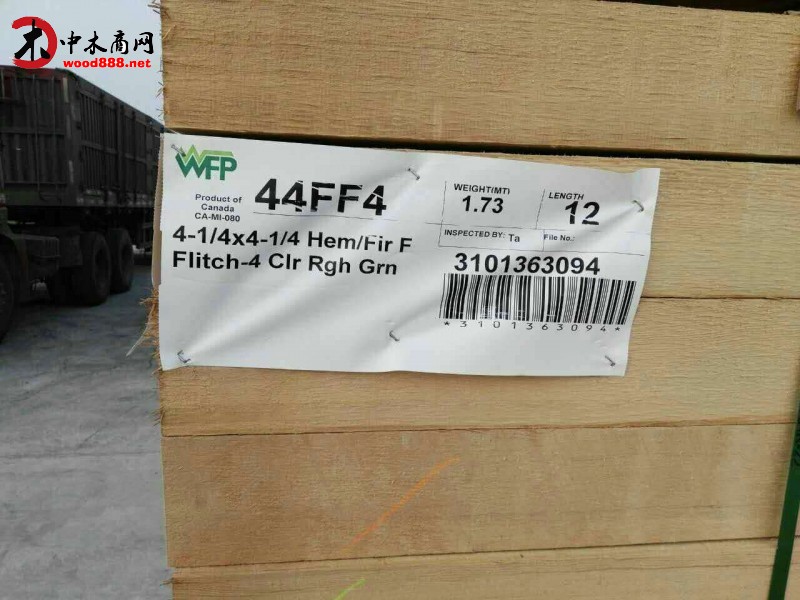 木 中木商网
wood888.net
WFP
Product of
Canada
CA-MI-080
44FF4
WEIGHT(MT)
1.73
LENGTH
12
INSPECTED BY: Ta
File No.:
4-1/4x4-1/4 Hem/Fir F
Flitch-4 Clr Rgh Grn
3101363094
*3101363094*